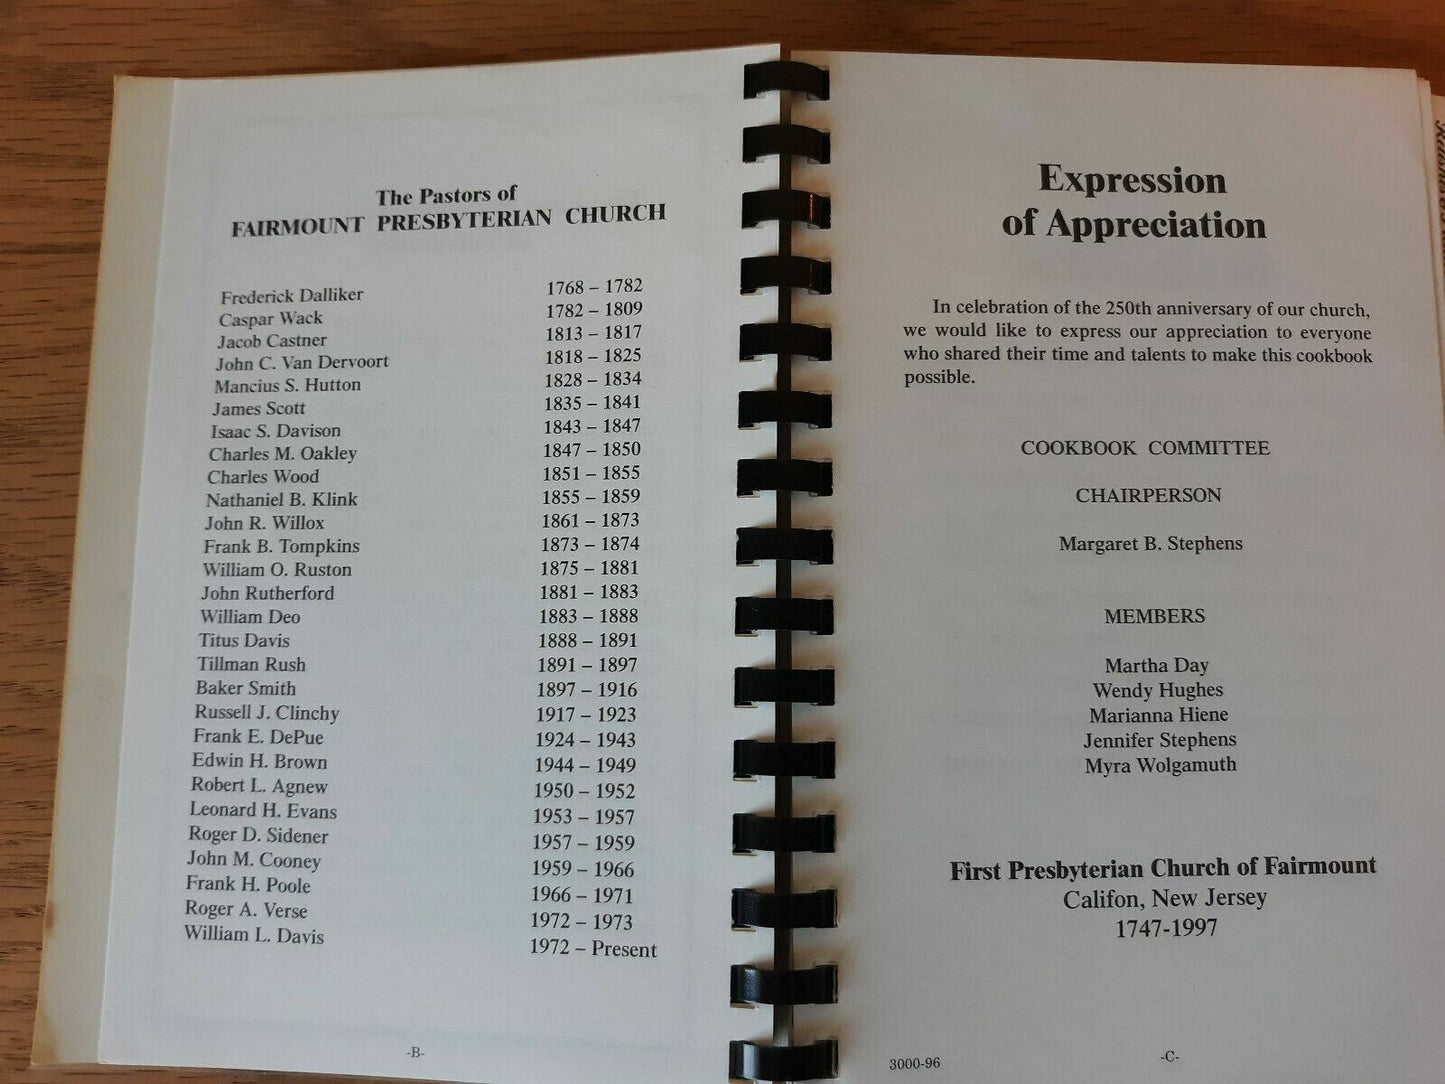 The Pastors of
FAIRMOUNT PRESBYTERIAN CHURCH
Frederick Dalliker 1768 – 1782
Caspar Wack 1782 – 1809
Jacob Castner 1813 – 1817
John C. Van Dervoort 1818 – 1825
Mancius S. Hutton 1828 – 1834
James Scott 1835 – 1841
Isaac S. Davison 1843 – 1847
Charles M. Oakley 1847 – 1850
Charles Wood 1851 – 1855
Nathaniel B. Klink 1855 – 1859
John R. Willox 1861 – 1873
Frank B. Tompkins 1873 – 1874
William O. Ruston 1875 – 1881
John Rutherford 1881 – 1883
William Deo 1883 – 1888
Titus Davis 1888 – 1891
Tillman Rush 1891 – 1897
Baker Smith 1897 – 1916
Russell J. Clinchy 1917 – 1923
Frank E. DePue 1924 – 1943
Edwin H. Brown 1944 – 1949
Robert L. Agnew 1950 – 1952
Leonard H. Evans 1953 – 1957
Roger D. Sidener 1957 – 1959
John M. Cooney 1959 – 1966
Frank H. Poole 1966 – 1971
Roger A. Verse 1972 – 1973
William L. Davis 1972 – Present
-B-
Expression
of Appreciation
In celebration of the 250th anniversary of our church,
we would like to express our appreciation to everyone
who shared their time and talents to make this cookbook
possible.
COOKBOOK COMMITTEE
CHAIRPERSON
Margaret B. Stephens
MEMBERS
Martha Day
Wendy Hughes
Marianna Hiene
Jennifer Stephens
Myra Wolgamuth
First Presbyterian Church of Fairmount
Califon, New Jersey
1747-1997
3000-96
-C-